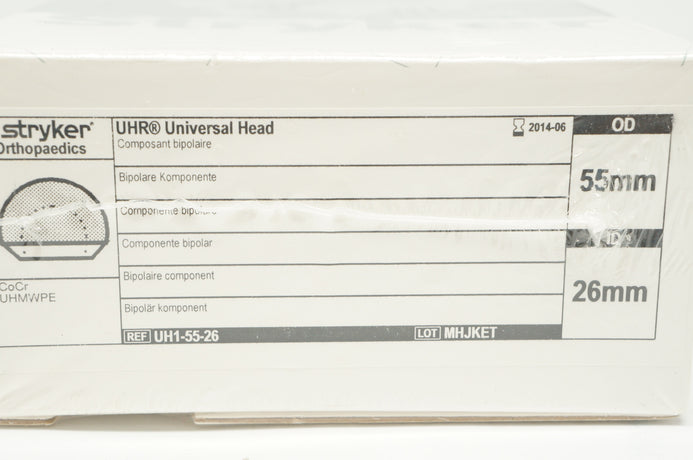 stryker
Orthopaedics
UHR® Universal Head
2014-06
Composant bipolaire
Bipolare Komponente
Componente bipolare
Componente bipolar
Bipolaire component
Bipolär komponent
REF UH1-55-26
LOT MHJKET
OD
55mm
ID
26mm
CoCr
UHMWPE